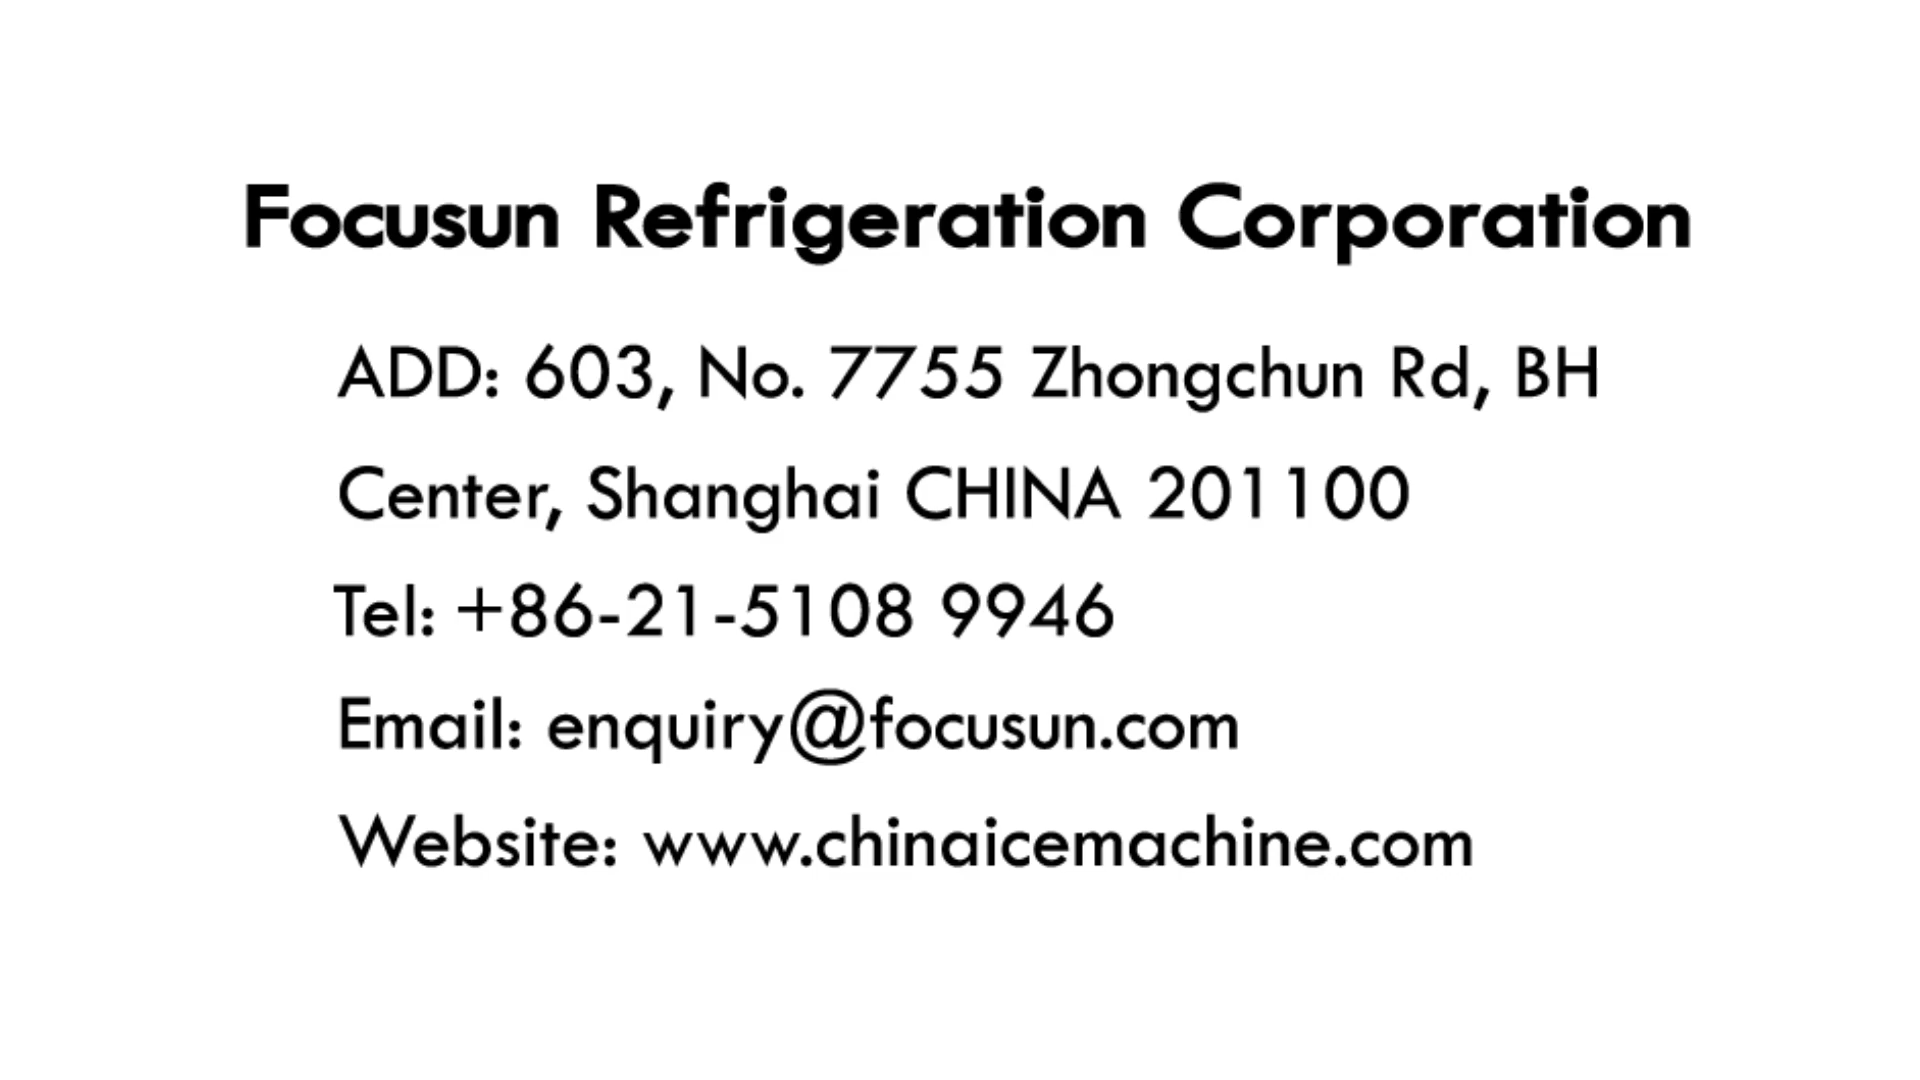 Focusun Refrigeration Corporation
ADD: 603, No. 7755 Zhongchun Rd, BH
Center, Shanghai CHINA 201100
Tel: +86-21-5108 9946
Email: enquiry@focusun.com
Website: www.chinaicemachine.com